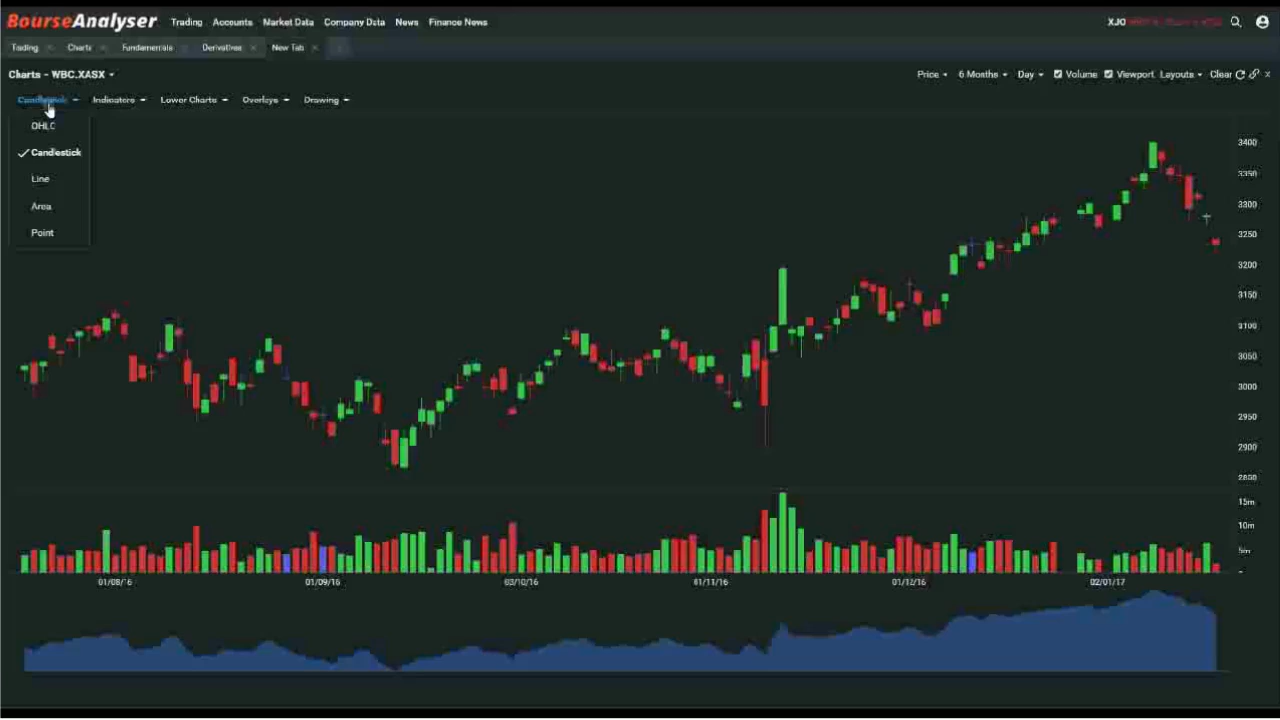 BourseAnalyser Trading Accounts Market Data Company Data News Finance News XJO
Trading Charts Fundamentals Derivatives New Tab
Charts - WBC.XASX Price 6 Months Day Volume Viewport Layouts Clear
Candlestick Indicators Lower Charts Overlays Drawing
OHLC
Candlestick
Line
Area
Point
3400
3350
3300
3250
3200
3150
3100
3050
3000
2950
2900
2850
15m
10m
5m
01/08/16 01/09/16 03/10/16 01/11/16 01/12/16 02/01/17